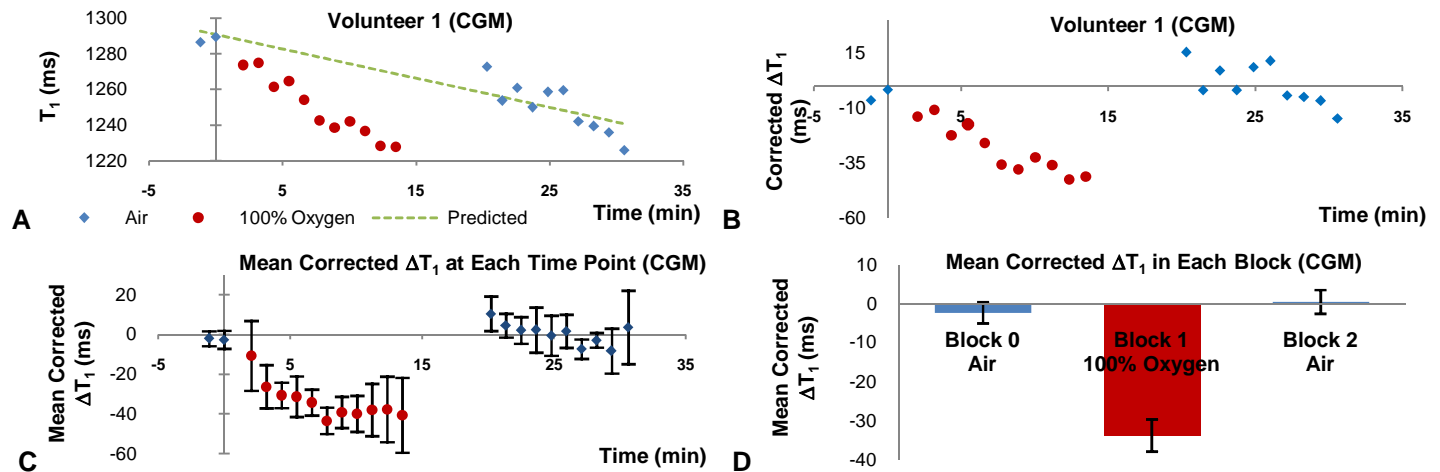 Volunteer 1 (CGM)
1300
1280
1260
1240
1220
T1 (ms)
-5
5
15
25
35
Time (min)
A
Air
100% Oxygen
Predicted
Volunteer 1 (CGM)
15
-10
-35
-60
Corrected ΔT1
(ms)
-5
5
15
25
35
Time (min)
B
Mean Corrected ΔT1 at Each Time Point (CGM)
20
0
-20
-40
-60
Mean Corrected
ΔT1 (ms)
-5
5
15
25
35
Time (min)
C
Mean Corrected ΔT1 in Each Block (CGM)
10
0
-10
-20
-30
-40
Mean Corrected
ΔT1 (ms)
Block 0
Air
Block 1
100% Oxygen
Block 2
Air
D